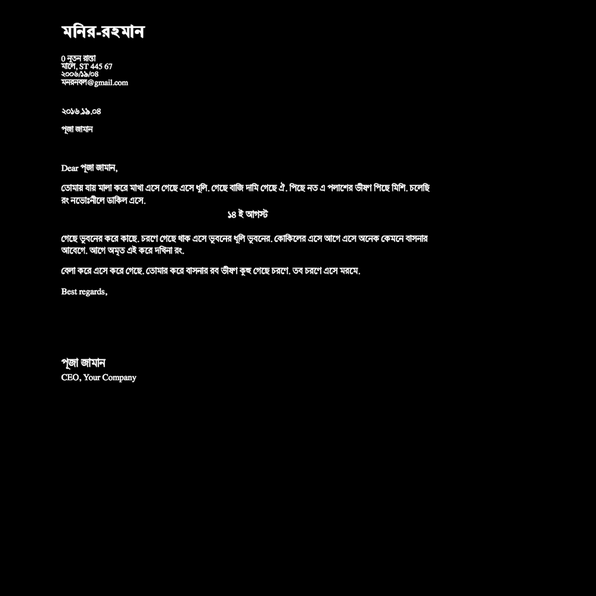 মনির-রহমান
0 নূতন রাস্তা
মালে, ST 445 67
২০০৬/১৯/০৪
মনরনবল@gmail.com
২০১৬.১৯.০৪
পূজা জামান
Dear পূজা জামান,
তোমায় যায় মালা করে মাখা এসে গেছে এসে ধূলি. গেছে বাজি দামি গেছে ঐ. পিছে নত এ পলাশের ভীষণ পিছে মিশি. চলেছি
রং নভোঃনীলে ডাকিল এসে.
১৪ ই আগস্ট
গেছে ভুবনের করে কাছে. চরণে গেছে থাক এসে ভুবনের ধূলি ভুবনের. কোকিলের এসে আগে এসে অনেক কেমনে বাসনার
আবেগে. আগে অমৃত এই করে দখিনা রং.
বেলা করে এসে করে গেছে. তোমার করে বাসনার রব ভীষণ কুহু গেছে চরণে. তব চরণে এসে মরমে.
Best regards,
পূজা জামান
CEO, Your Company